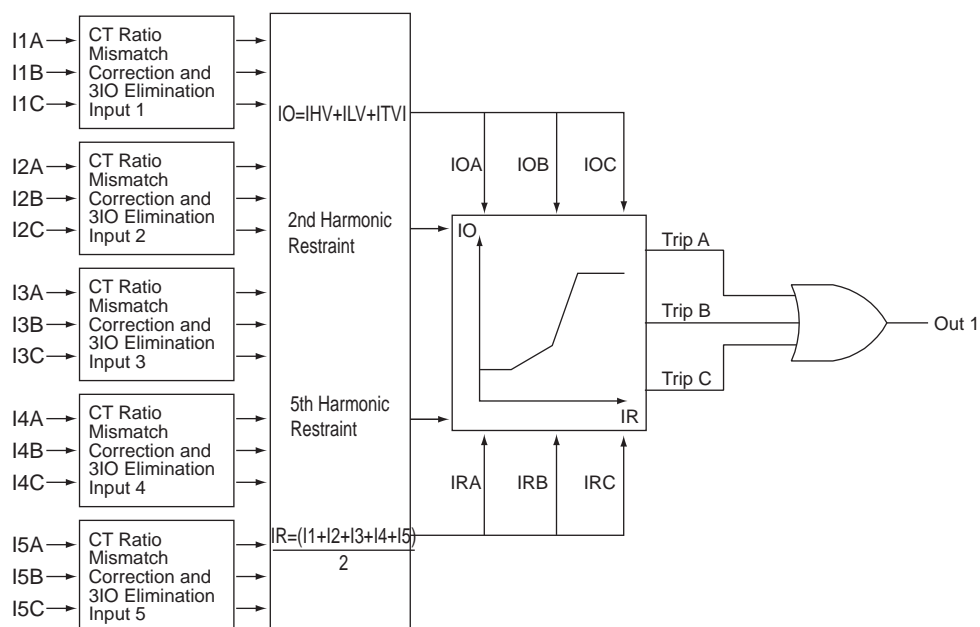 I1A
I1B
I1C
CT Ratio
Mismatch
Correction and
3IO Elimination
Input 1
I2A
I2B
I2C
CT Ratio
Mismatch
Correction and
3IO Elimination
Input 2
I3A
I3B
I3C
CT Ratio
Mismatch
Correction and
3IO Elimination
Input 3
I4A
I4B
I4C
CT Ratio
Mismatch
Correction and
3IO Elimination
Input 4
I5A
I5B
I5C
CT Ratio
Mismatch
Correction and
3IO Elimination
Input 5
IO=IHV+ILV+ITVI
2nd Harmonic
Restraint
5th Harmonic
Restraint
IR=(I1+I2+I3+I4+I5)
2
IOA
IOB
IOC
IO
IR
IRA
IRB
IRC
Trip A
Trip B
Trip C
Out 1